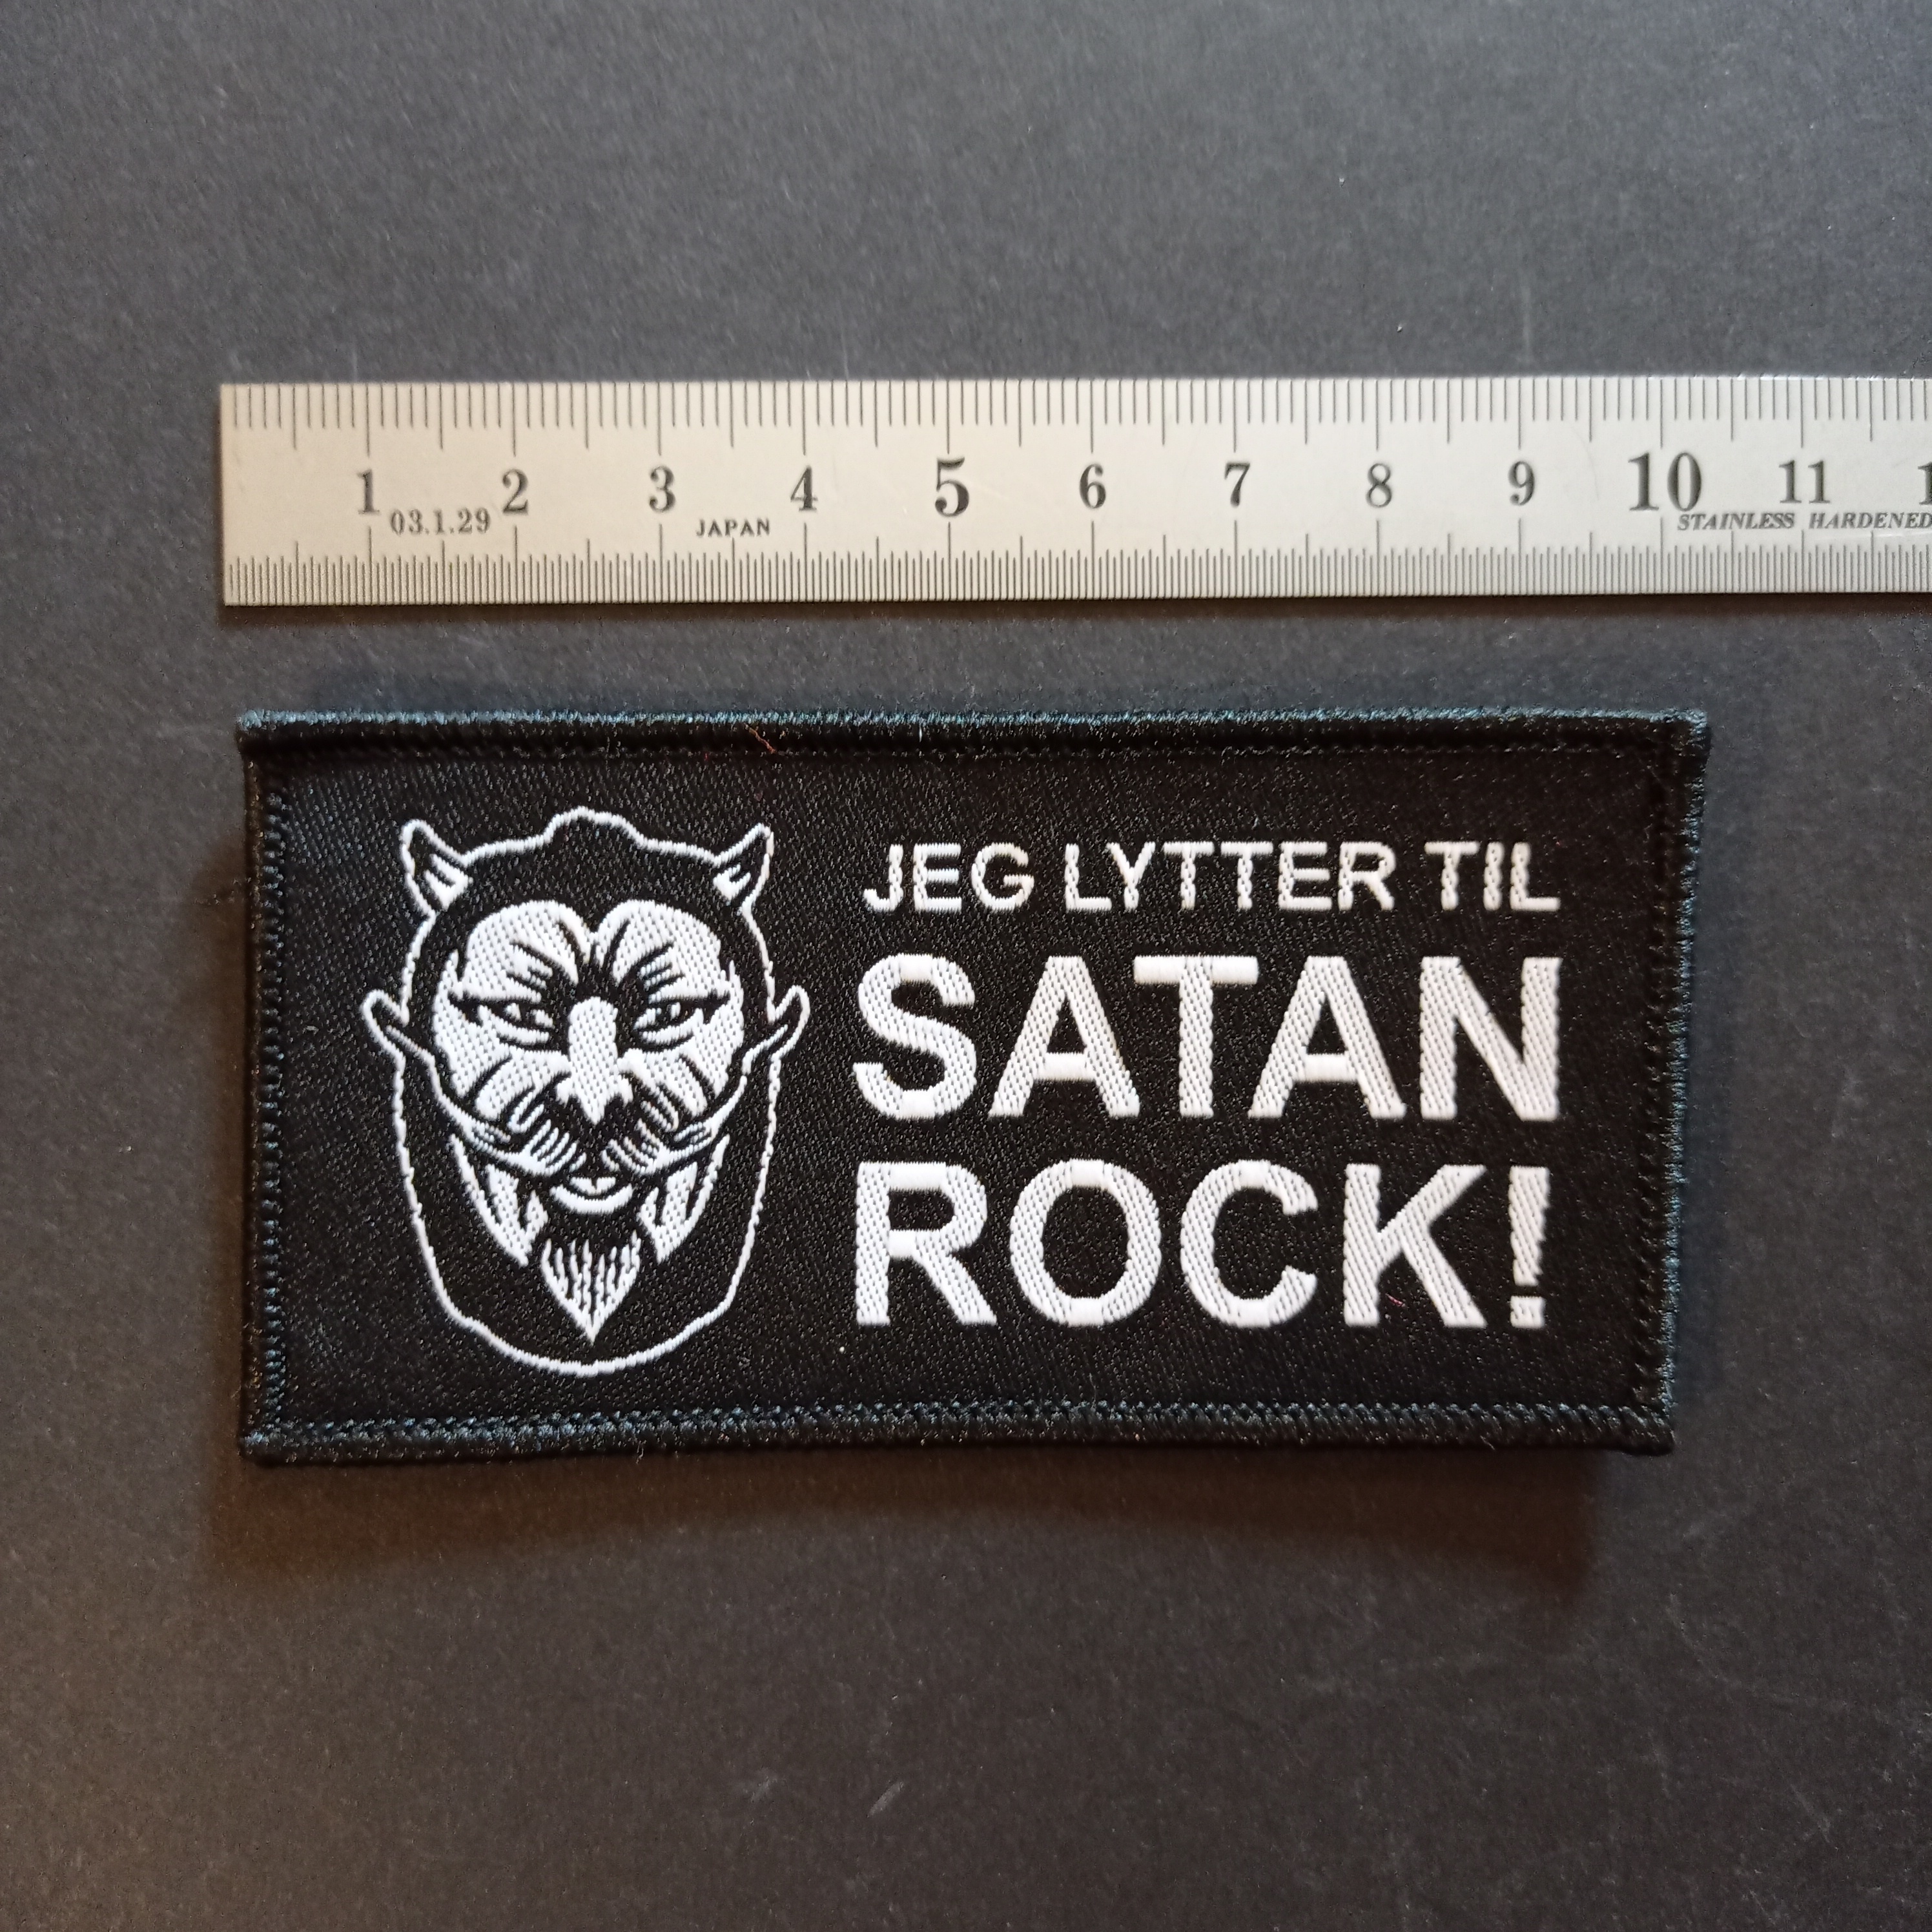 1 2 3 4 5 6 7 8 9 10 11
03.1.29 JAPAN STAINLESS HARDENED
JEG LYTTER TIL
SATAN
ROCK!